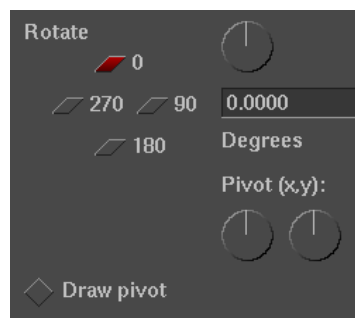 Rotate
0
270 90
180
0.0000
Degrees
Pivot (x,y):
Draw pivot